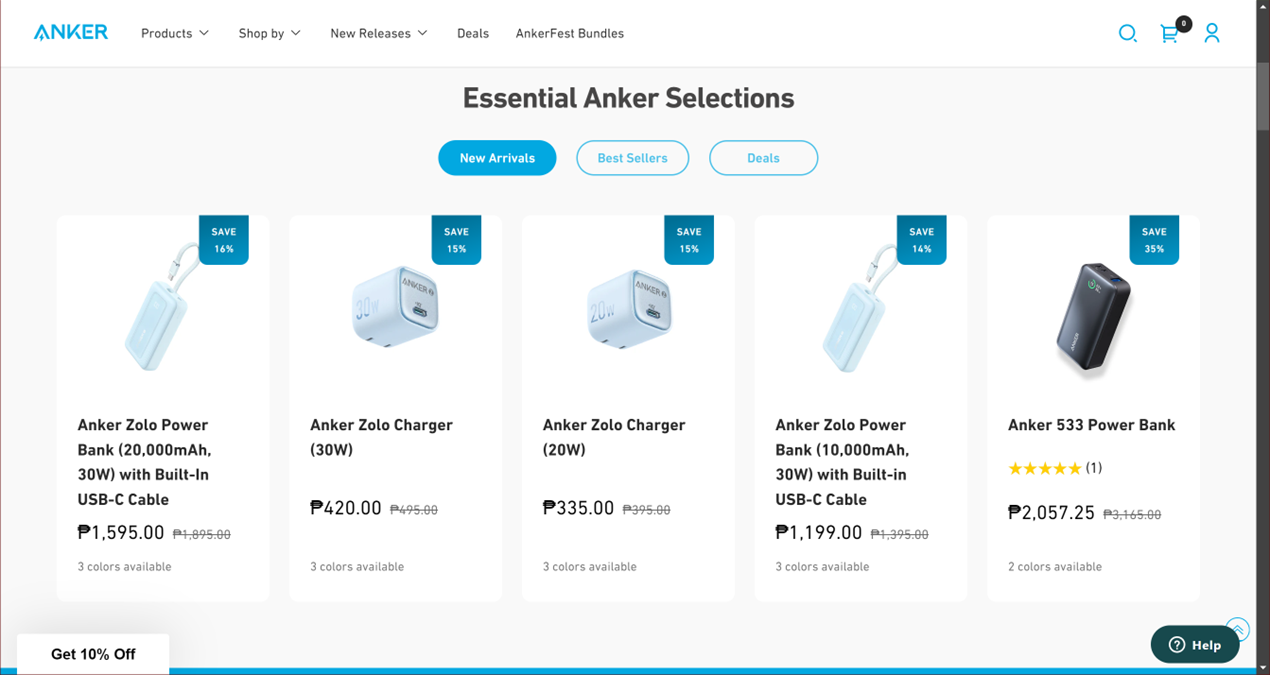 ANKER
Products
Shop by
New Releases
Deals
AnkerFest Bundles
0
Essential Anker Selections
New Arrivals
Best Sellers
Deals
SAVE
16%
Anker Zolo Power
Bank (20,000mAh,
30W) with Built-In
USB-C Cable
₱1,595.00 ₱1,895.00
3 colors available
SAVE
15%
30W
ANKER
Anker Zolo Charger
(30W)
₱420.00 ₱495.00
3 colors available
SAVE
15%
20W
ANKER
Anker Zolo Charger
(20W)
₱335.00 ₱395.00
3 colors available
SAVE
14%
Anker Zolo Power
Bank (10,000mAh,
30W) with Built-in
USB-C Cable
₱1,199.00 ₱1,395.00
3 colors available
SAVE
35%
ANKER
Anker 533 Power Bank
(1)
₱2,057.25 ₱3,165.00
2 colors available
Get 10% Off
? Help